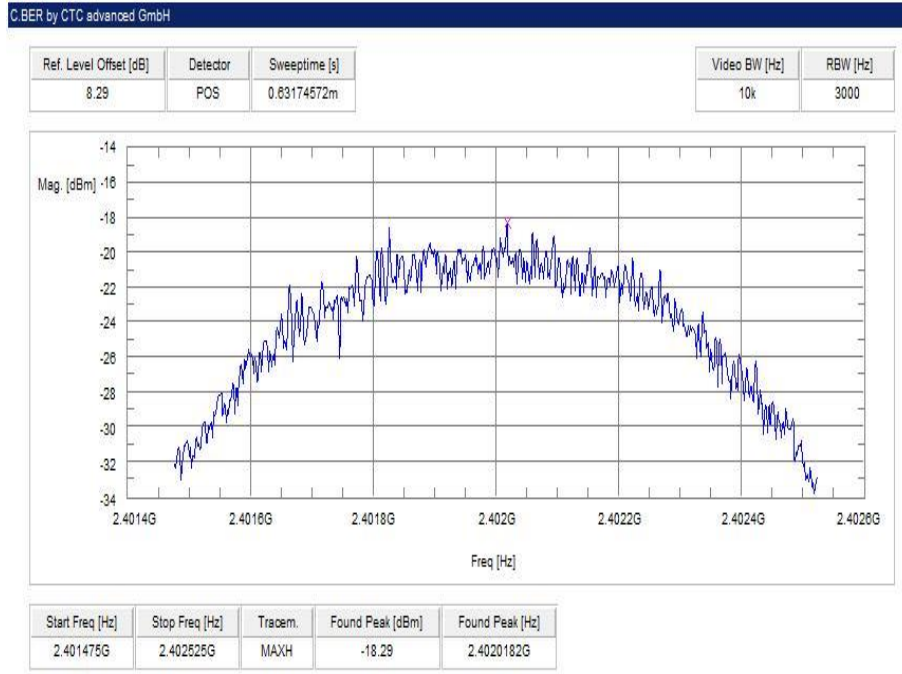 C.BER by CTC advanced GmbH
Ref. Level Offset [dB] Detector Sweeptime [s] Video BW [Hz] RBW [Hz]
8.29 POS 0.63174572m 10k 3000
-14
Mag. [dBm] -16
-18
-20
-22
-24
-26
-28
-30
-32
-34
2.4014G 2.4016G 2.4018G 2.402G 2.4022G 2.4024G 2.4026G
Freq [Hz]
Start Freq [Hz] Stop Freq [Hz] Tracem. Found Peak [dBm] Found Peak [Hz]
2.401475G 2.402525G MAXH -18.29 2.4020182G